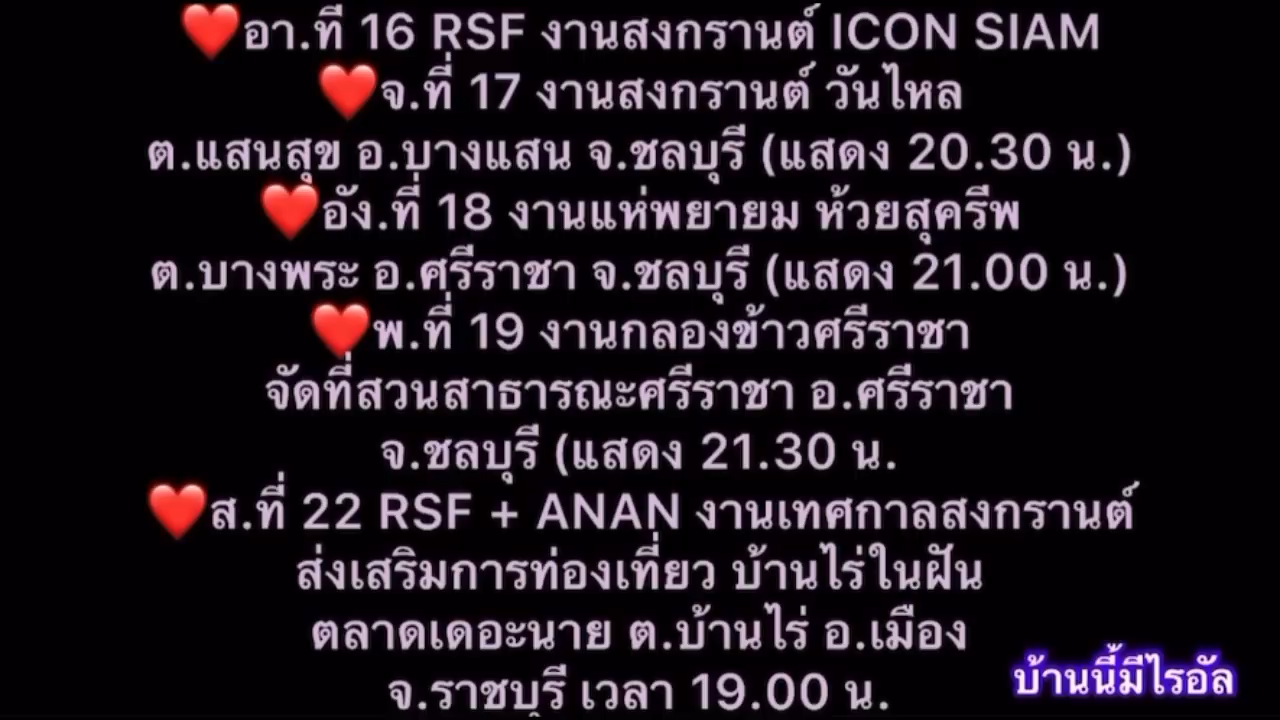 ❤️อา.ที่ 16 RSF งานสงกรานต์ ICON SIAM
❤️จ.ที่ 17 งานสงกรานต์ วันไหล
ต.แสนสุข อ.บางแสน จ.ชลบุรี (แสดง 20.30 น.)
❤️อัง.ที่ 18 งานแห่พยายม ห้วยสุครีพ
ต.บางพระ อ.ศรีราชา จ.ชลบุรี (แสดง 21.00 น.)
❤️พ.ที่ 19 งานกลองข้าวศรีราชา
จัดที่สวนสาธารณะศรีราชา อ.ศรีราชา
จ.ชลบุรี (แสดง 21.30 น.
❤️ส.ที่ 22 RSF + ANAN งานเทศกาลสงกรานต์
ส่งเสริมการท่องเที่ยว บ้านไร่ในฝัน
ตลาดเดอะนาย ต.บ้านไร่ อ.เมือง
จ.ราชบุรี เวลา 19.00 น.
บ้านนี้มีไรอัล